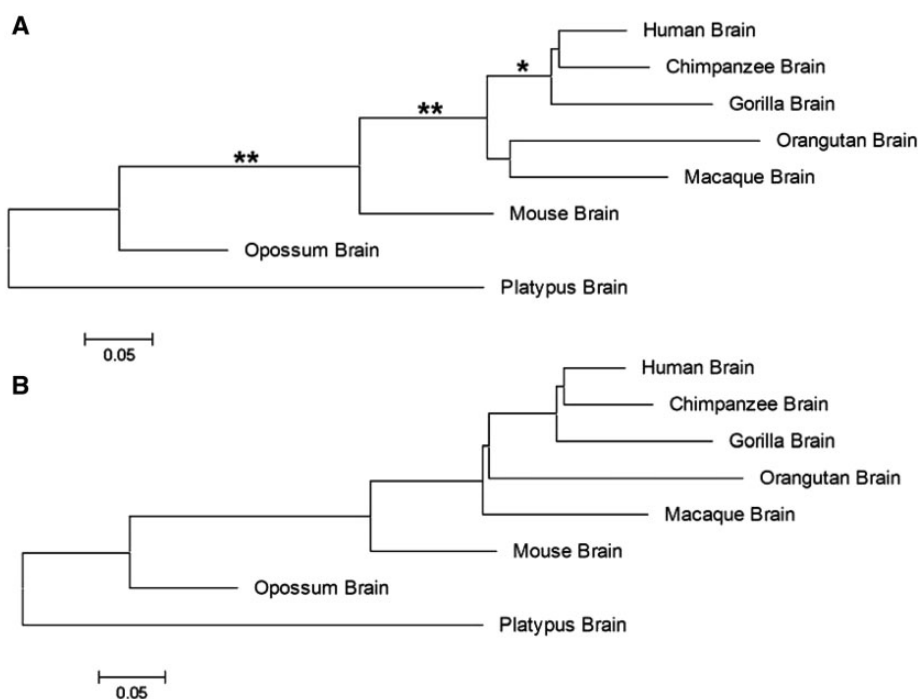 A
Human Brain
*
Chimpanzee Brain
**
Gorilla Brain
Orangutan Brain
**
Macaque Brain
Mouse Brain
Opossum Brain
Platypus Brain
0.05
B
Human Brain
Chimpanzee Brain
Gorilla Brain
Orangutan Brain
Macaque Brain
Mouse Brain
Opossum Brain
Platypus Brain
0.05